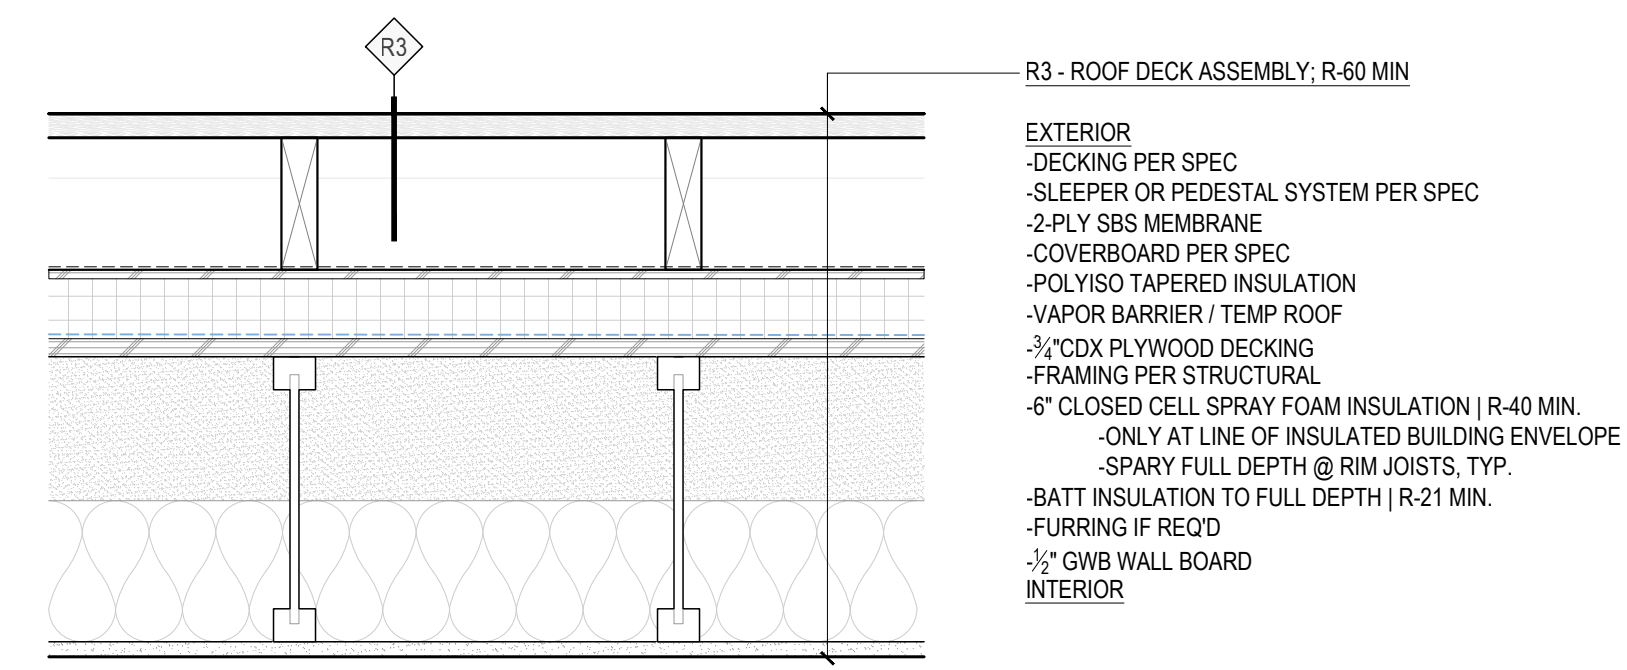 R3
R3 - ROOF DECK ASSEMBLY; R-60 MIN
EXTERIOR
-DECKING PER SPEC
-SLEEPER OR PEDESTAL SYSTEM PER SPEC
-2-PLY SBS MEMBRANE
-COVERBOARD PER SPEC
-POLYISO TAPERED INSULATION
-VAPOR BARRIER / TEMP ROOF
-¾"CDX PLYWOOD DECKING
-FRAMING PER STRUCTURAL
-6" CLOSED CELL SPRAY FOAM INSULATION | R-40 MIN.
-ONLY AT LINE OF INSULATED BUILDING ENVELOPE
-SPARY FULL DEPTH @ RIM JOISTS, TYP.
-BATT INSULATION TO FULL DEPTH | R-21 MIN.
-FURRING IF REQ'D
-½" GWB WALL BOARD
INTERIOR